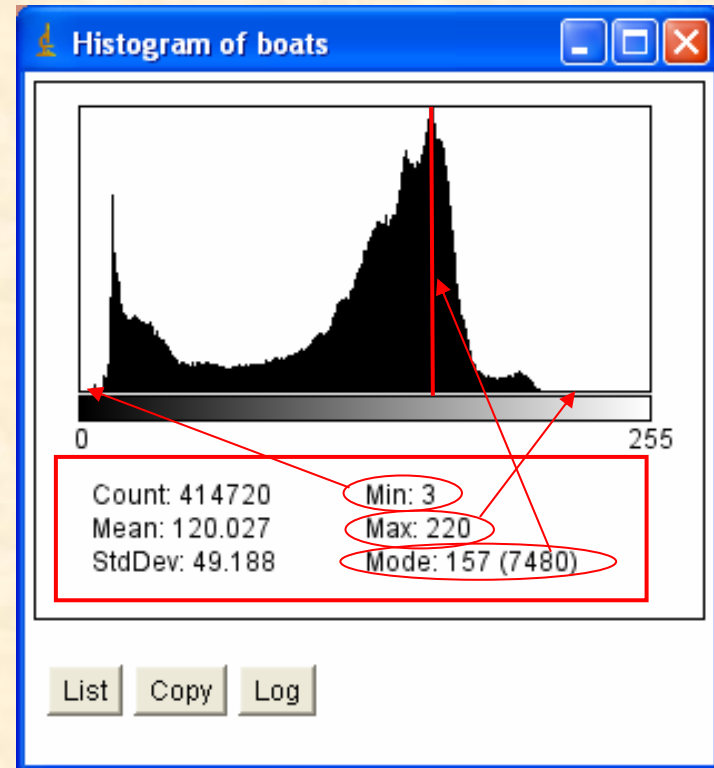 Histogram of boats
0 255
Count: 414720 Min: 3
Mean: 120.027 Max: 220
StdDev: 49.188 Mode: 157 (7480)
List Copy Log